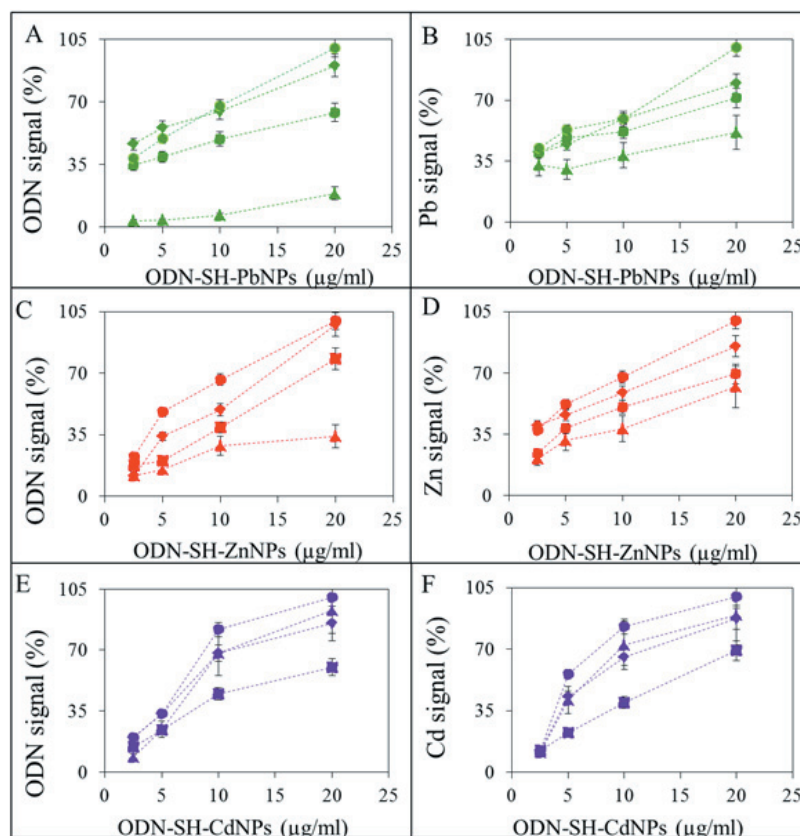 A
ODN signal (%)
105
70
35
0
0 5 10 15 20 25
ODN-SH-PbNPs (µg/ml)
B
Pb signal (%)
105
70
35
0
0 5 10 15 20 25
ODN-SH-PbNPs (µg/ml)
C
ODN signal (%)
105
70
35
0
0 5 10 15 20 25
ODN-SH-ZnNPs (µg/ml)
D
Zn signal (%)
105
70
35
0
0 5 10 15 20 25
ODN-SH-ZnNPs (µg/ml)
E
ODN signal (%)
105
70
35
0
0 5 10 15 20 25
ODN-SH-CdNPs (µg/ml)
F
Cd signal (%)
105
70
35
0
0 5 10 15 20 25
ODN-SH-CdNPs (µg/ml)